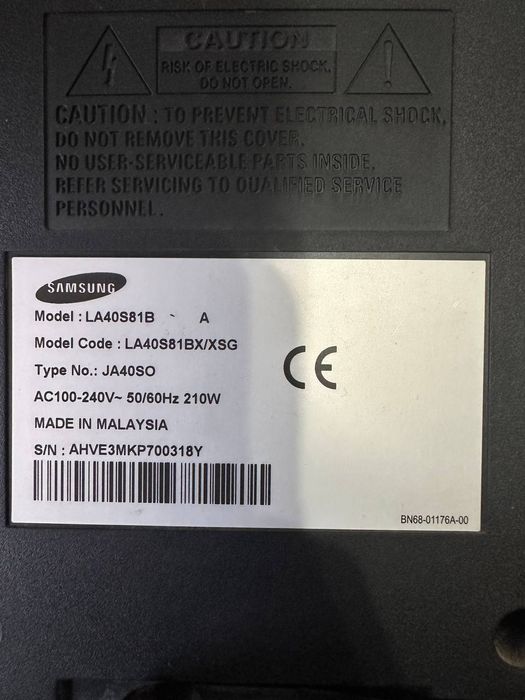 CAUTION
RISK OF ELECTRIC SHOCK,
DO NOT OPEN.
CAUTION : TO PREVENT ELECTRICAL SHOCK,
DO NOT REMOVE THIS COVER.
NO USER-SERVICEABLE PARTS INSIDE.
REFER SERVICING TO QUALIFIED SERVICE
PERSONNEL.
SAMSUNG
Model : LA40S81B ` A
Model Code : LA40S81BX/XSG
Type No.: JA40SO
AC100-240V~ 50/60Hz 210W
MADE IN MALAYSIA
S/N : AHVE3MKP700318Y
CE
BN68-01176A-00